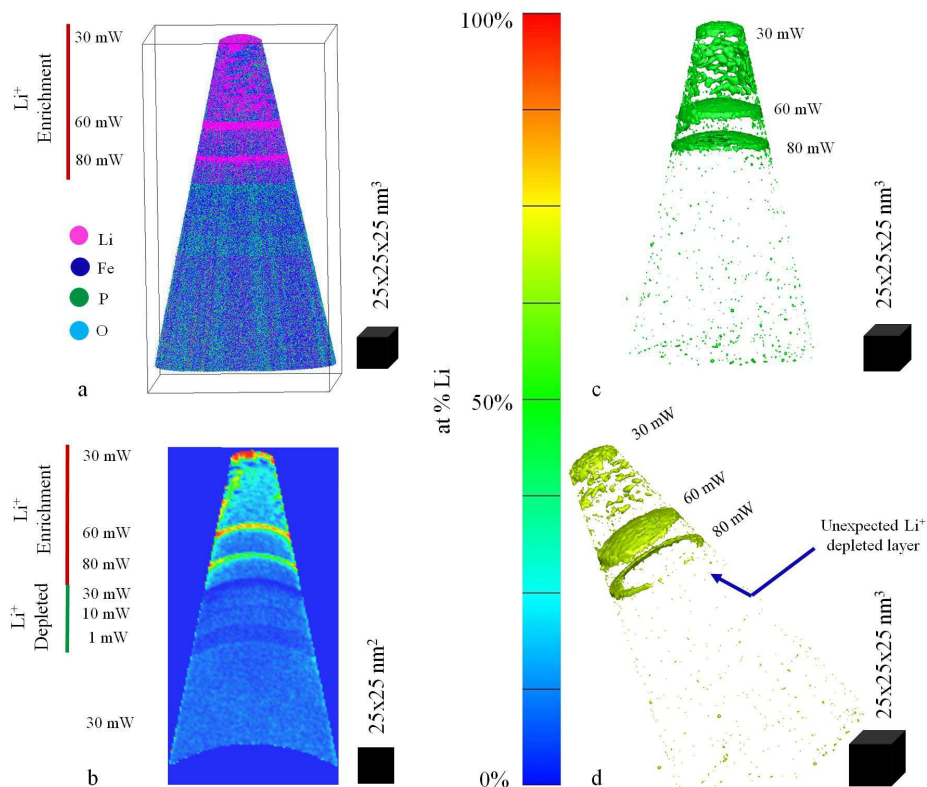 Li⁺
Enrichment
30 mW
60 mW
80 mW
Li
Fe
P
O
25x25x25 nm³
a
Li⁺
Enrichment
Li⁺
Depleted
30 mW
60 mW
80 mW
30 mW
10 mW
1 mW
30 mW
25x25 nm²
b
100%
50%
0%
at % Li
30 mW
60 mW
80 mW
25x25x25 nm³
c
30 mW
60 mW
80 mW
Unexpected Li⁺
depleted layer
25x25x25 nm³
d